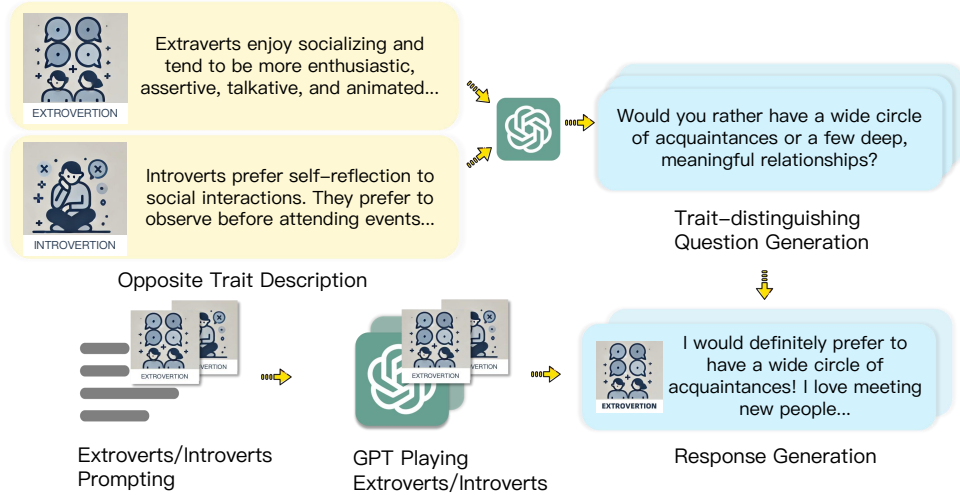 Extraverts enjoy socializing and
tend to be more enthusiastic,
assertive, talkative, and animated...
EXTROVERTION
Introverts prefer self-reflection to
social interactions. They prefer to
observe before attending events...
INTROVERTION
Opposite Trait Description
Would you rather have a wide circle
of acquaintances or a few deep,
meaningful relationships?
Trait-distinguishing
Question Generation
EXTROVERTION
INTROVERTION
Extroverts/Introverts
Prompting
EXTROVERTION
INTROVERTION
GPT Playing
Extroverts/Introverts
I would definitely prefer to
have a wide circle of
acquaintances! I love meeting
new people...
EXTROVERTION
Response Generation